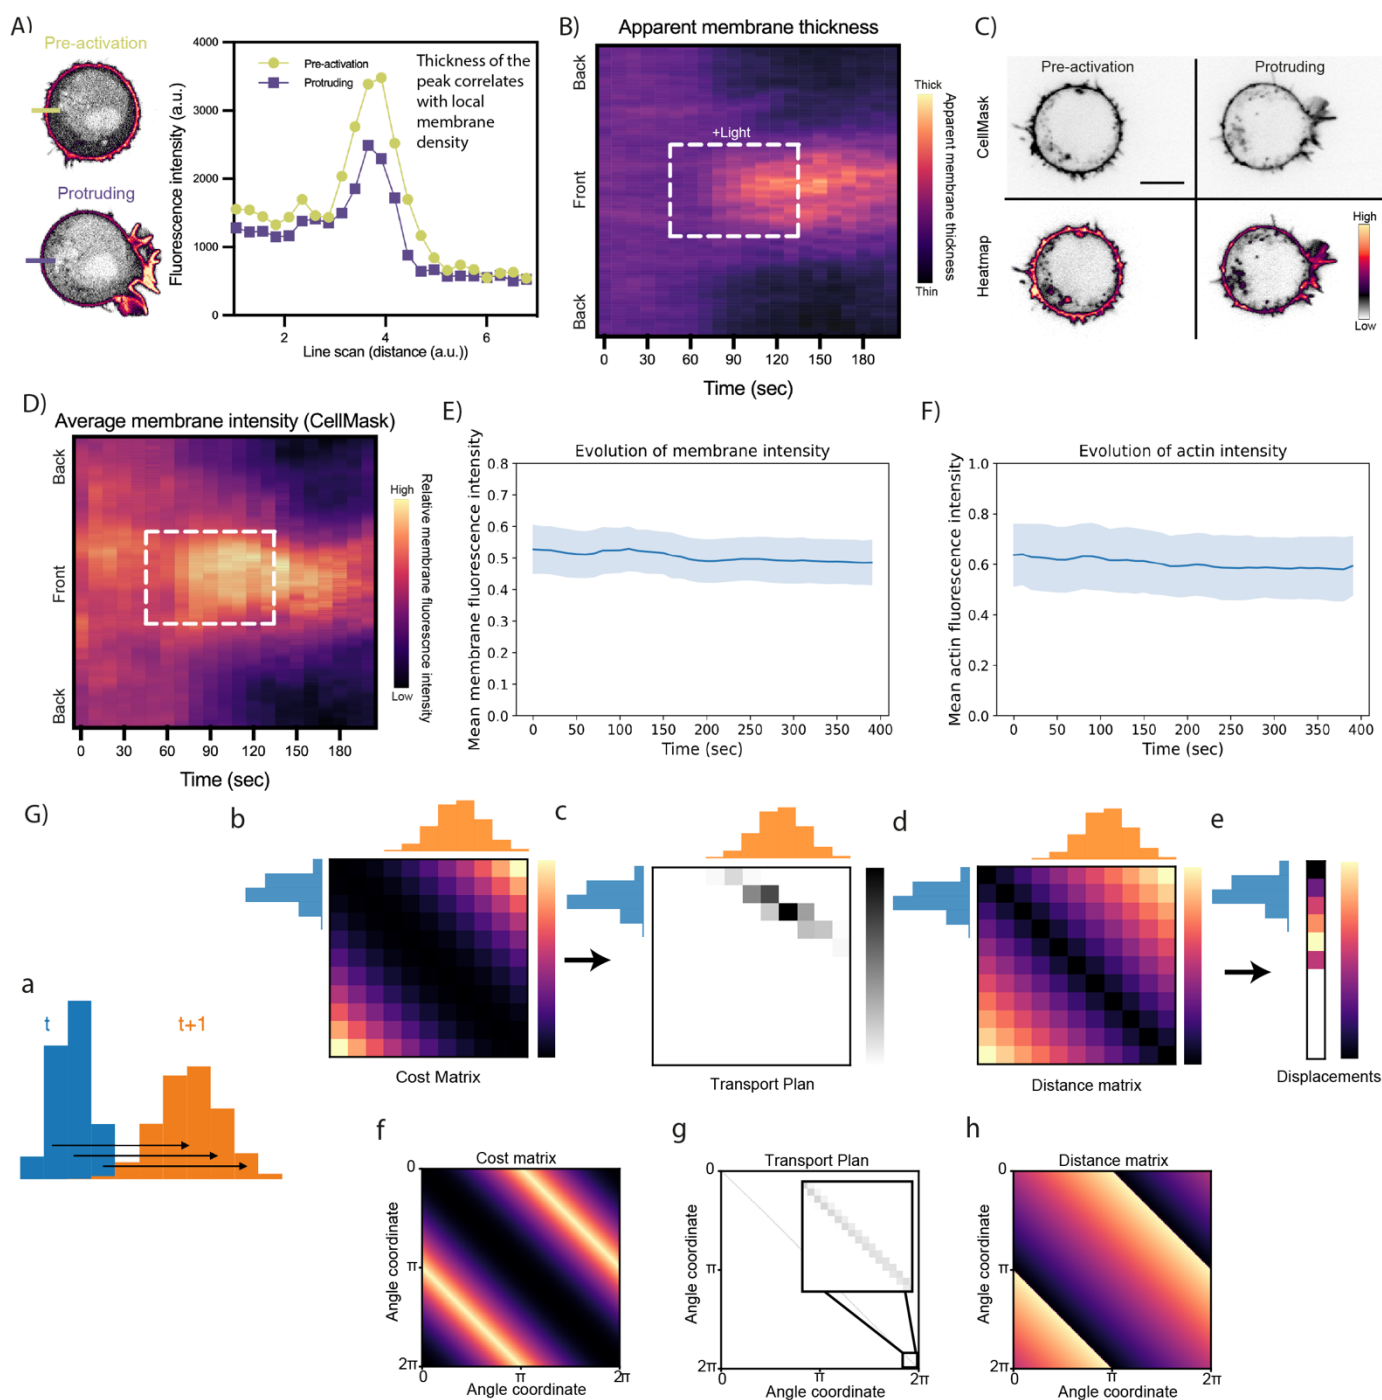 A)
Pre-activation
Protruding
Fluorescence intensity (a.u.)
4000
3000
2000
1000
0
Pre-activation
Protruding
Thickness of the
peak correlates
with local
membrane
density
2
4
6
Line scan (distance (a.u.))
B)
Apparent membrane thickness
Back
Front
Back
+Light
0
30
60
90
120
150
180
Time (sec)
Thick
Thin
Apparent membrane thickness
C)
Pre-activation
Protruding
CellMask
Heatmap
High
Low
D)
Average membrane intensity (CellMask)
Back
Front
Back
0
30
60
90
120
150
180
Time (sec)
High
Low
Relative membrane fluorescnce intensity
E)
Evolution of membrane intensity
Mean membrane fluorescence intensity
0.8
0.7
0.6
0.5
0.4
0.3
0.2
0.1
0.0
0
50
100
150
200
250
300
350
400
Time (sec)
F)
Evolution of actin intensity
Mean actin fluorescence intensity
1.0
0.8
0.6
0.4
0.2
0.0
0
50
100
150
200
250
300
350
400
Time (sec)
G)
a
t
t+1
b
Cost Matrix
c
Transport Plan
d
Distance matrix
e
Displacements
f
Cost matrix
Angle coordinate
0
π
2π
0
π
2π
Angle coordinate
g
Transport Plan
Angle coordinate
0
π
2π
0
π
2π
Angle coordinate
h
Distance matrix
Angle coordinate
0
π
2π
0
π
2π
Angle coordinate